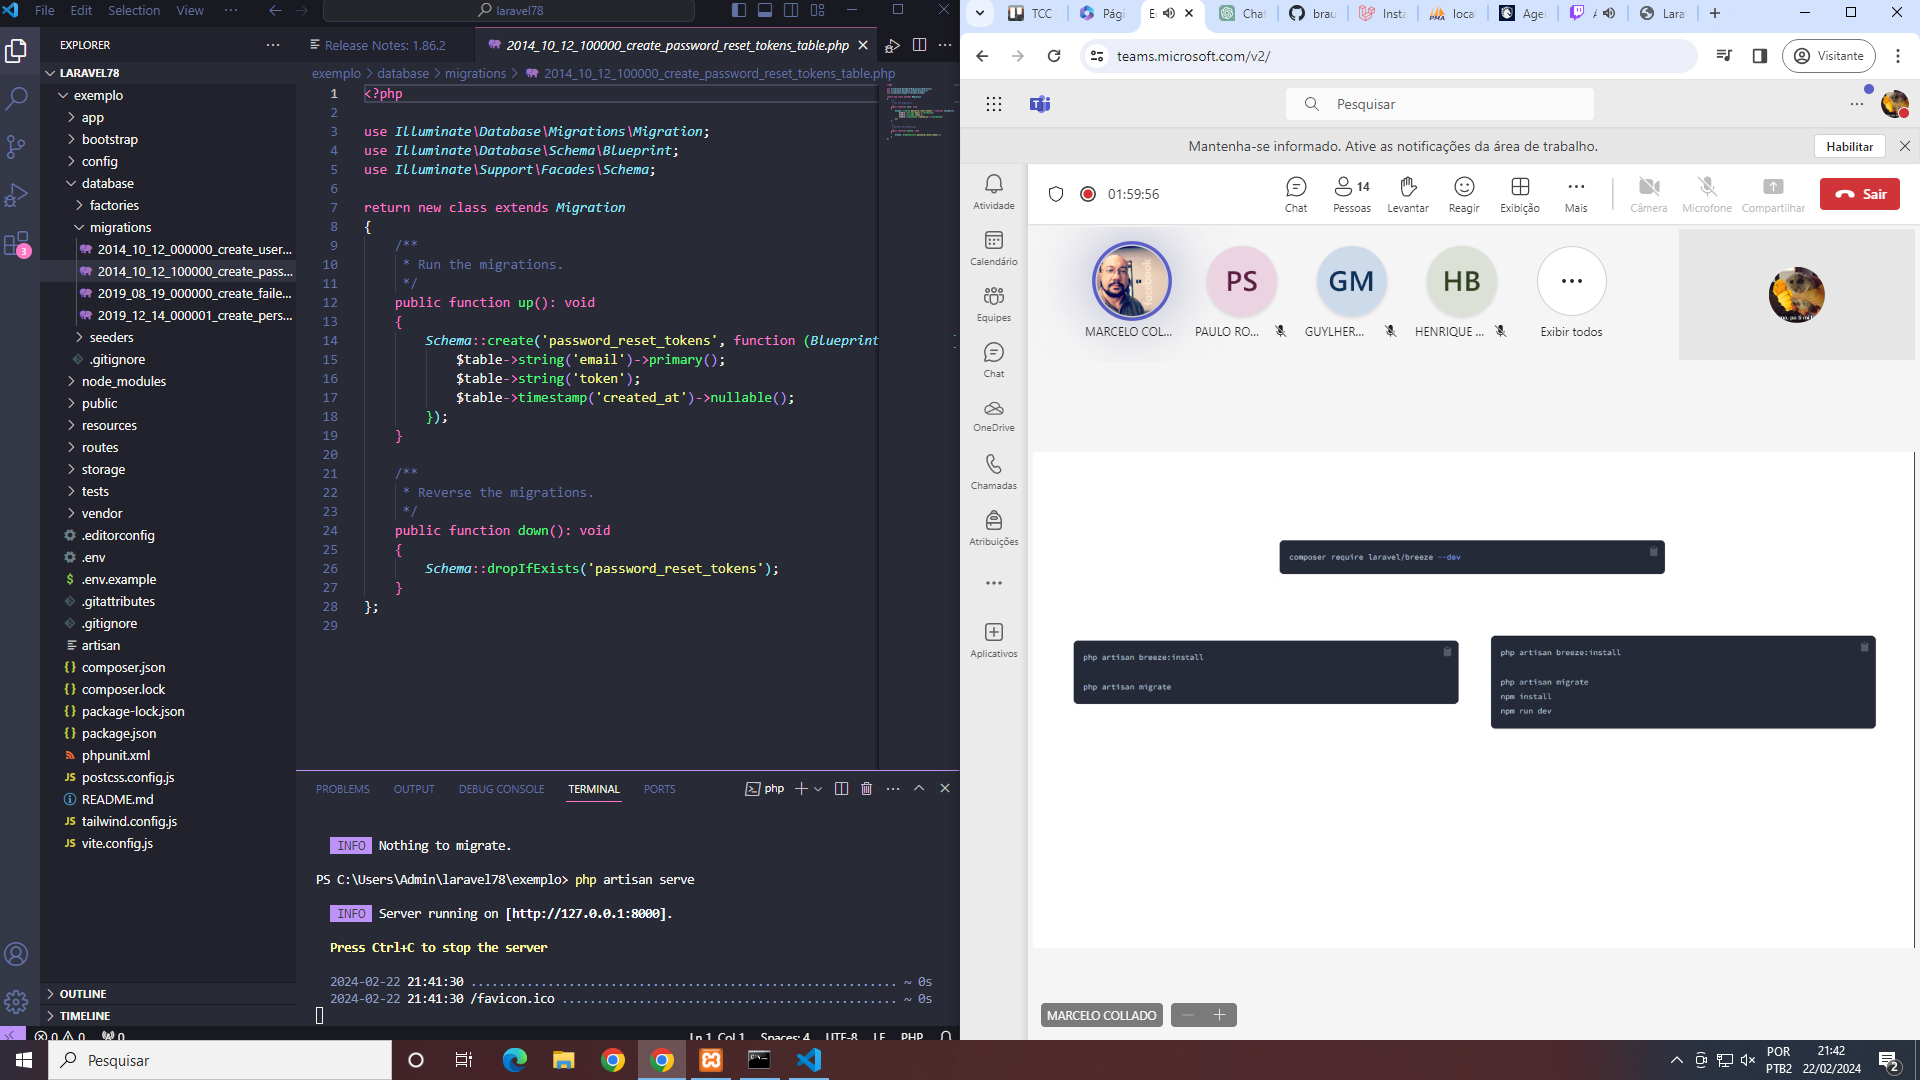 File Edit Selection View ··· laravel78
EXPLORER ···
LARAVEL78
exemplo
app
bootstrap
config
database
factories
migrations
2014_10_12_000000_create_user...
2014_10_12_100000_create_pass...
2019_08_19_000000_create_faile...
2019_12_14_000001_create_pers...
seeders
.gitignore
node_modules
public
resources
routes
storage
tests
vendor
.editorconfig
.env
.env.example
.gitattributes
.gitignore
artisan
composer.json
composer.lock
package-lock.json
package.json
phpunit.xml
postcss.config.js
README.md
tailwind.config.js
vite.config.js
OUTLINE
TIMELINE
3
Release Notes: 1.86.2
2014_10_12_100000_create_password_reset_tokens_table.php
exemplo > database > migrations > 2014_10_12_100000_create_password_reset_tokens_table.php
1 <?php
2
3 use Illuminate\Database\Migrations\Migration;
4 use Illuminate\Database\Schema\Blueprint;
5 use Illuminate\Support\Facades\Schema;
6
7 return new class extends Migration
8 {
9 /**
10 * Run the migrations.
11 */
12 public function up(): void
13 {
14 Schema::create('password_reset_tokens', function (Blueprint
15 $table->string('email')->primary();
16 $table->string('token');
17 $table->timestamp('created_at')->nullable();
18 });
19 }
20
21 /**
22 * Reverse the migrations.
23 */
24 public function down(): void
25 {
26 Schema::dropIfExists('password_reset_tokens');
27 }
28 };
29
PROBLEMS OUTPUT DEBUG CONSOLE TERMINAL PORTS php
INFO Nothing to migrate.
PS C:\Users\Admin\laravel78\exemplo> php artisan serve
INFO Server running on [http://127.0.0.1:8000].
Press Ctrl+C to stop the server
2024-02-22 21:41:30 ........................................................ ~ 0s
2024-02-22 21:41:30 /favicon.ico ............................................ ~ 0s
0 0 0 Ln 1, Col 1 Spaces: 4 UTF-8 LF PHP
TCC Pági Chat brau Insta local Age Lara
teams.microsoft.com/v2/
Visitante
Pesquisar
Mantenha-se informado. Ative as notificações da área de trabalho.
Habilitar
Atividade
Calendário
Equipes
Chat
OneDrive
Chamadas
Atribuições
Aplicativos
01:59:56
Chat
14
Pessoas
Levantar
Reagir
Exibição
Mais
Câmera
Microfone
Compartilhar
Sair
facebook
PS
GM
HB
MARCELO COL...
PAULO RO...
GUYLHER...
HENRIQUE ...
Exibir todos
composer require laravel/breeze --dev
php artisan breeze:install
php artisan migrate
php artisan breeze:install
php artisan migrate
npm install
npm run dev
MARCELO COLLADO
Pesquisar
POR
PTB2
21:42
22/02/2024
2